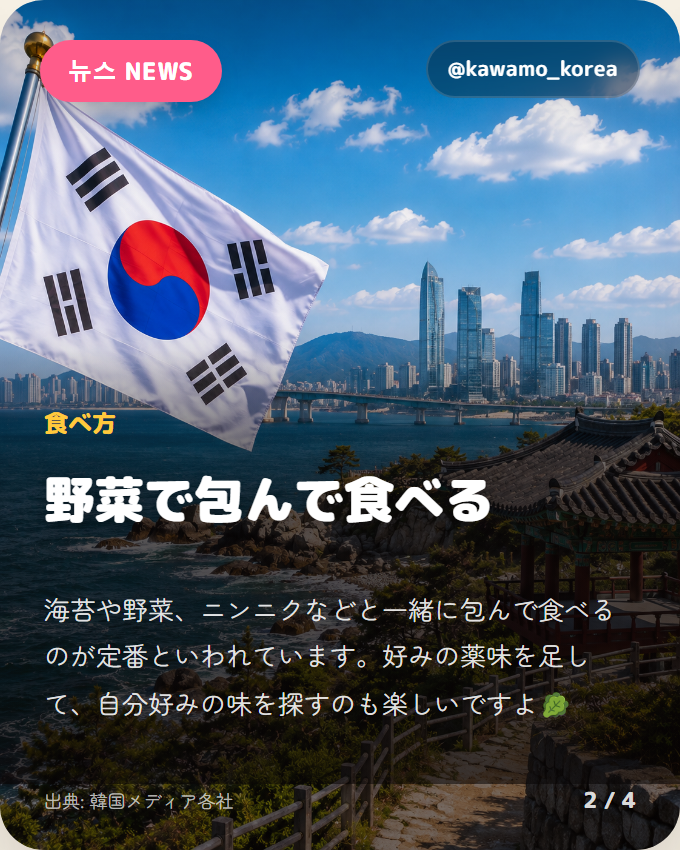 뉴스 NEWS
@kawamo_korea
食べ方
野菜で包んで食べる
海苔や野菜、ニンニクなどと一緒に包んで食べる
のが定番といわれています。好みの薬味を足し
て、自分好みの味を探すのも楽しいですよ🥬
出典: 韓国メディア各社
2 / 4